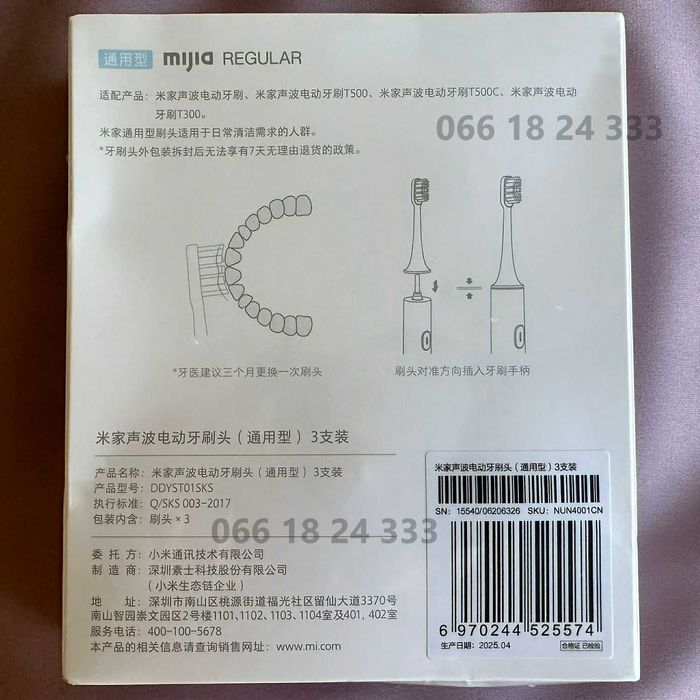 通用型 mijia REGULAR
适配产品：米家声波电动牙刷、米家声波电动牙刷T500、米家声波电动牙刷T500C、米家声波电动
牙刷T300。
米家通用型刷头适用于日常清洁需求的人群。
*牙刷头外包装拆封后无法享有7天无理由退货的政策。
066 18 24 333
*牙医建议三个月更换一次刷头
刷头对准方向插入牙刷手柄
米家声波电动牙刷头（通用型）3支装
产品名称：米家声波电动牙刷头（通用型）3支装
产品型号：DDYST01SKS
执行标准：Q/SKS 003-2017
包装内含：刷头×3
066 18 24 333
委 托 方：小米通讯技术有限公司
制 造 商：深圳素士科技股份有限公司
（小米生态链企业）
地 址：深圳市南山区桃源街道福光社区留仙大道3370号
南山智园崇文园区2号楼1101、1102、1103、1104室及401，402室
服务电话：400-100-5678
本产品的相关信息请查询销售网站：www.mi.com
米家声波电动牙刷头（通用型）3支装
SN: 15540/06206326 SKU: NUN4001CN
6 970244 525574
生产日期：2025.04 合格证 已检验